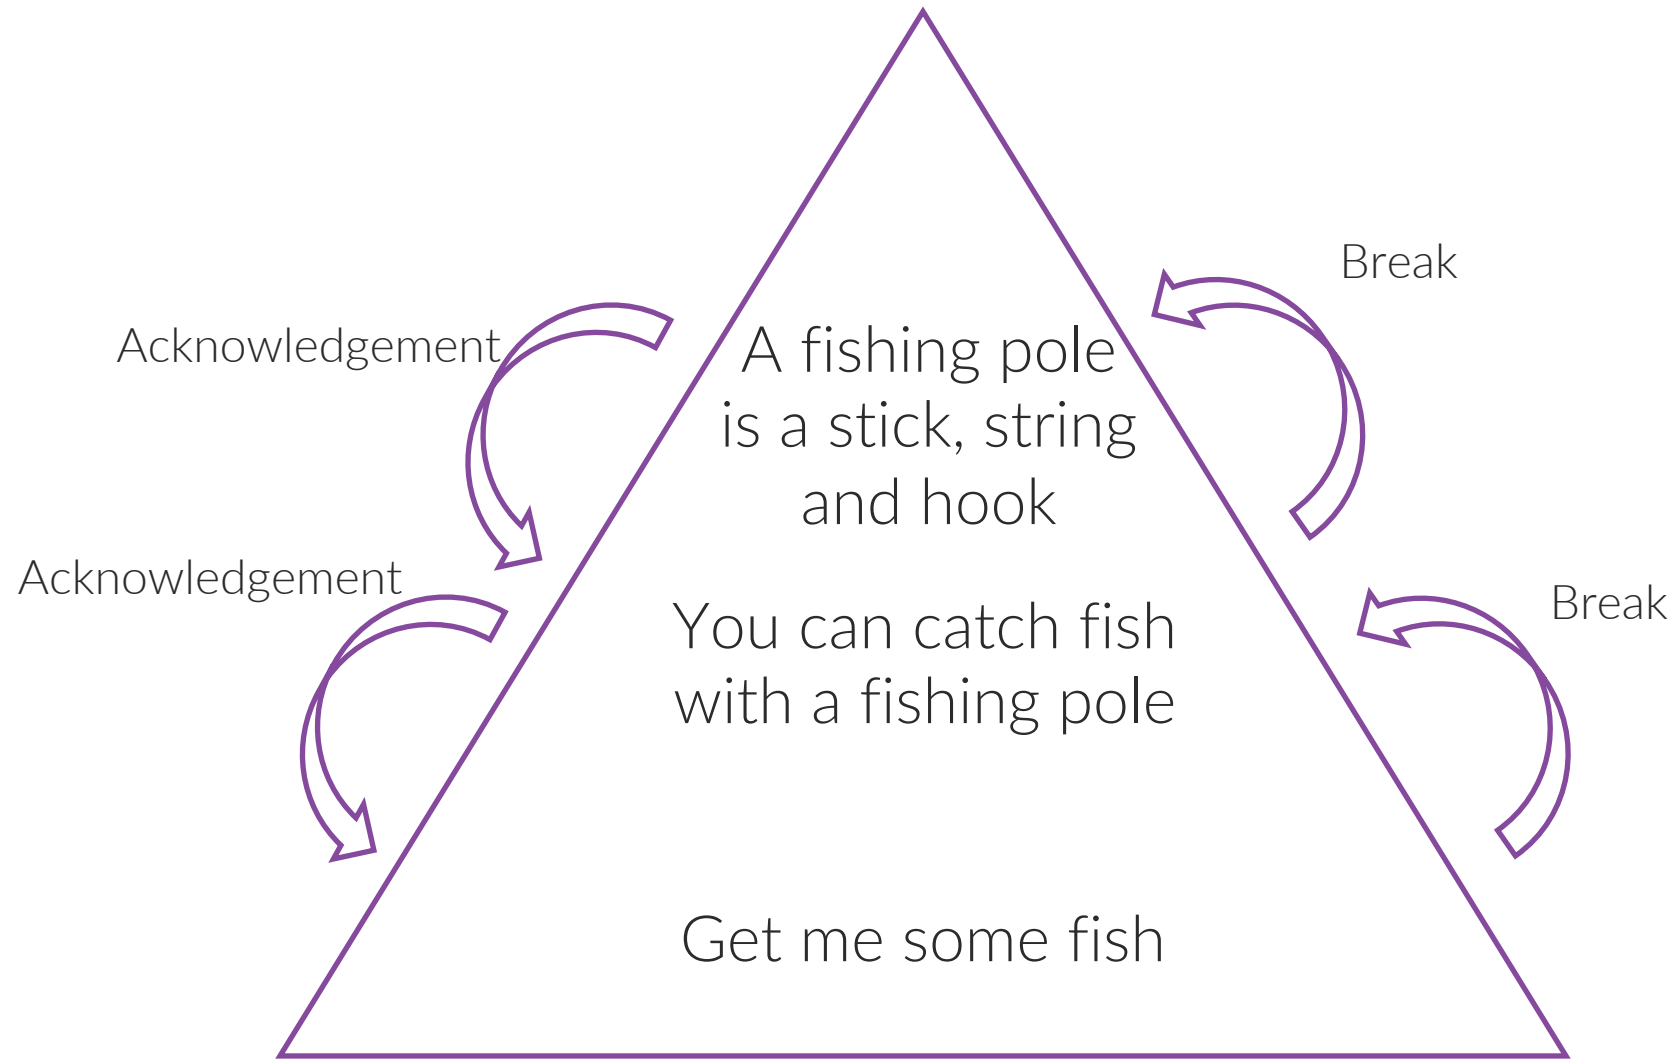 Break
Acknowledgement
A fishing pole
is a stick, string
and hook
Acknowledgement
Break
You can catch fish
with a fishing pole
Get me some fish